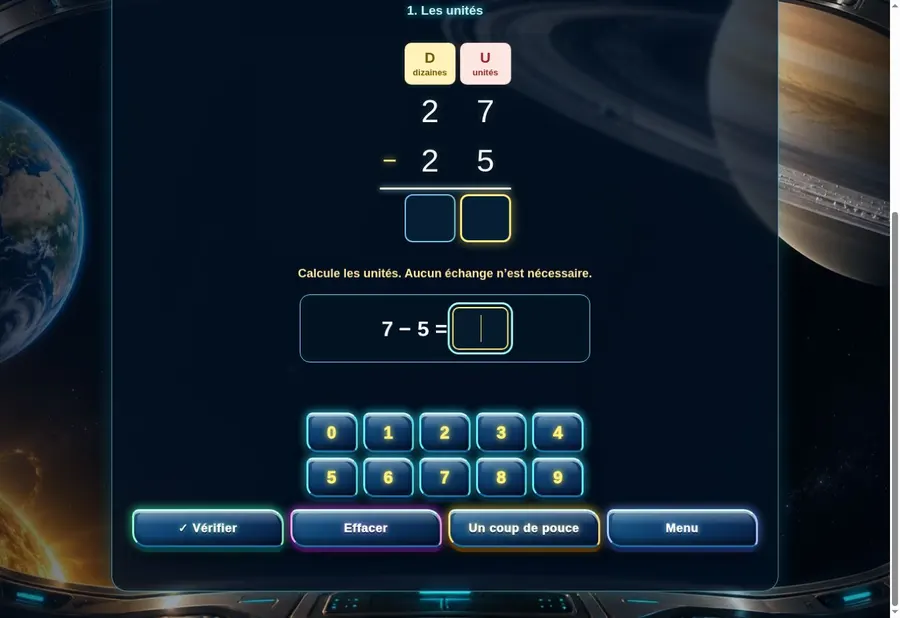 1. Les unités
D U
dizaines unités
2 7
− 2 5
Calcule les unités. Aucun échange n’est nécessaire.
7 − 5 =
0 1 2 3 4
5 6 7 8 9
✓ Vérifier Effacer Un coup de pouce Menu